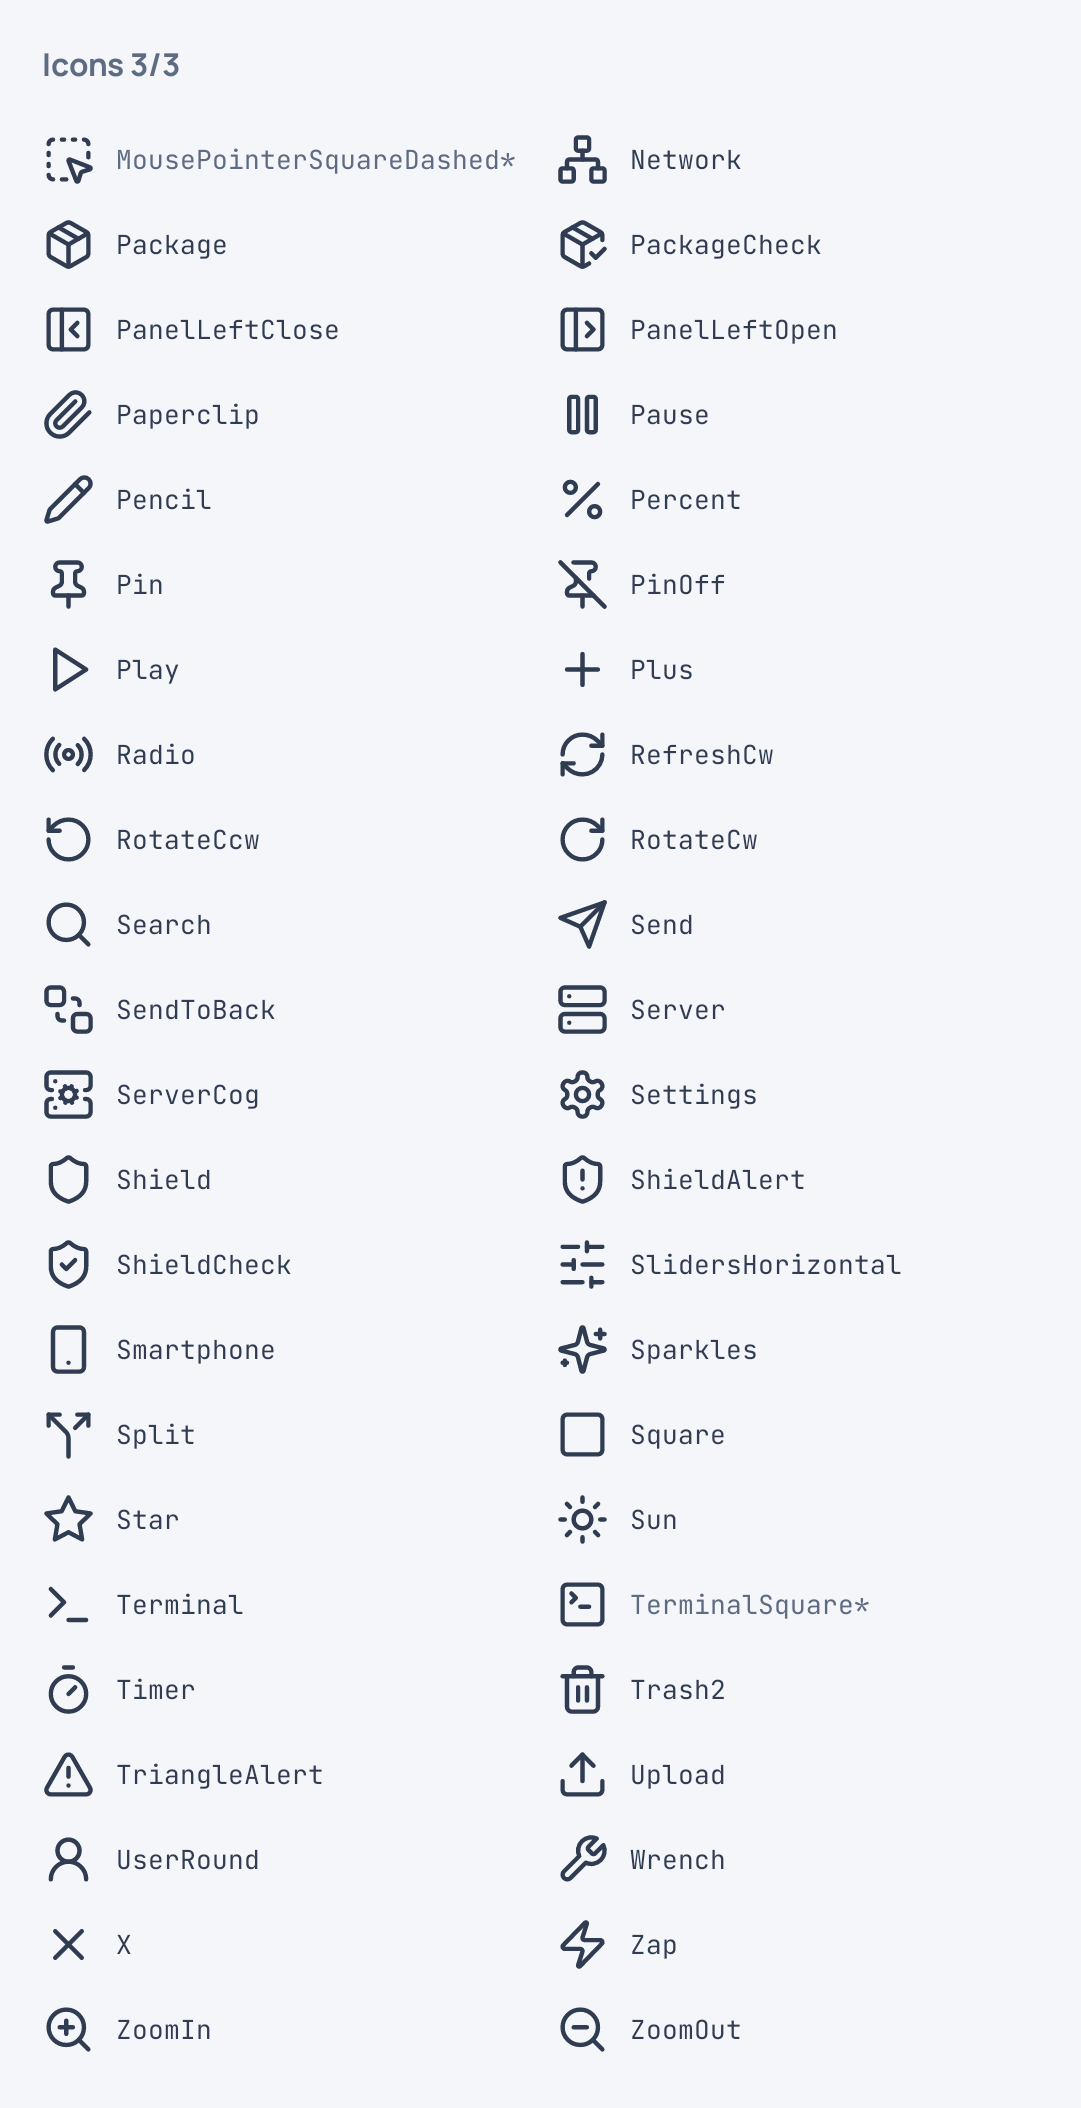 Icons 3/3
MousePointerSquareDashed* Network
Package PackageCheck
PanelLeftClose PanelLeftOpen
Paperclip Pause
Pencil Percent
Pin PinOff
Play Plus
Radio RefreshCw
RotateCcw RotateCw
Search Send
SendToBack Server
ServerCog Settings
Shield ShieldAlert
ShieldCheck SlidersHorizontal
Smartphone Sparkles
Split Square
Star Sun
Terminal TerminalSquare*
Timer Trash2
TriangleAlert Upload
UserRound Wrench
X Zap
ZoomIn ZoomOut